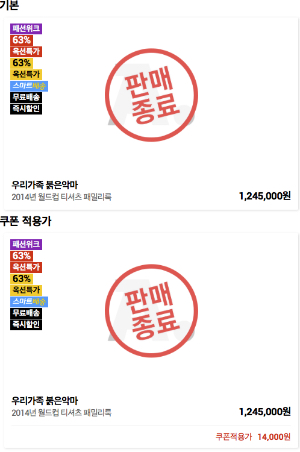 기본
패션위크
63%
옥션특가
63%
옥션특가
스마트배송
무료배송
즉시할인
판매
종료
우리가족 붉은악마
2014년 월드컵 티셔츠 패밀리룩
1,245,000원
쿠폰 적용가
패션위크
63%
옥션특가
63%
옥션특가
스마트배송
무료배송
즉시할인
판매
종료
우리가족 붉은악마
2014년 월드컵 티셔츠 패밀리룩
1,245,000원
쿠폰적용가 14,000원